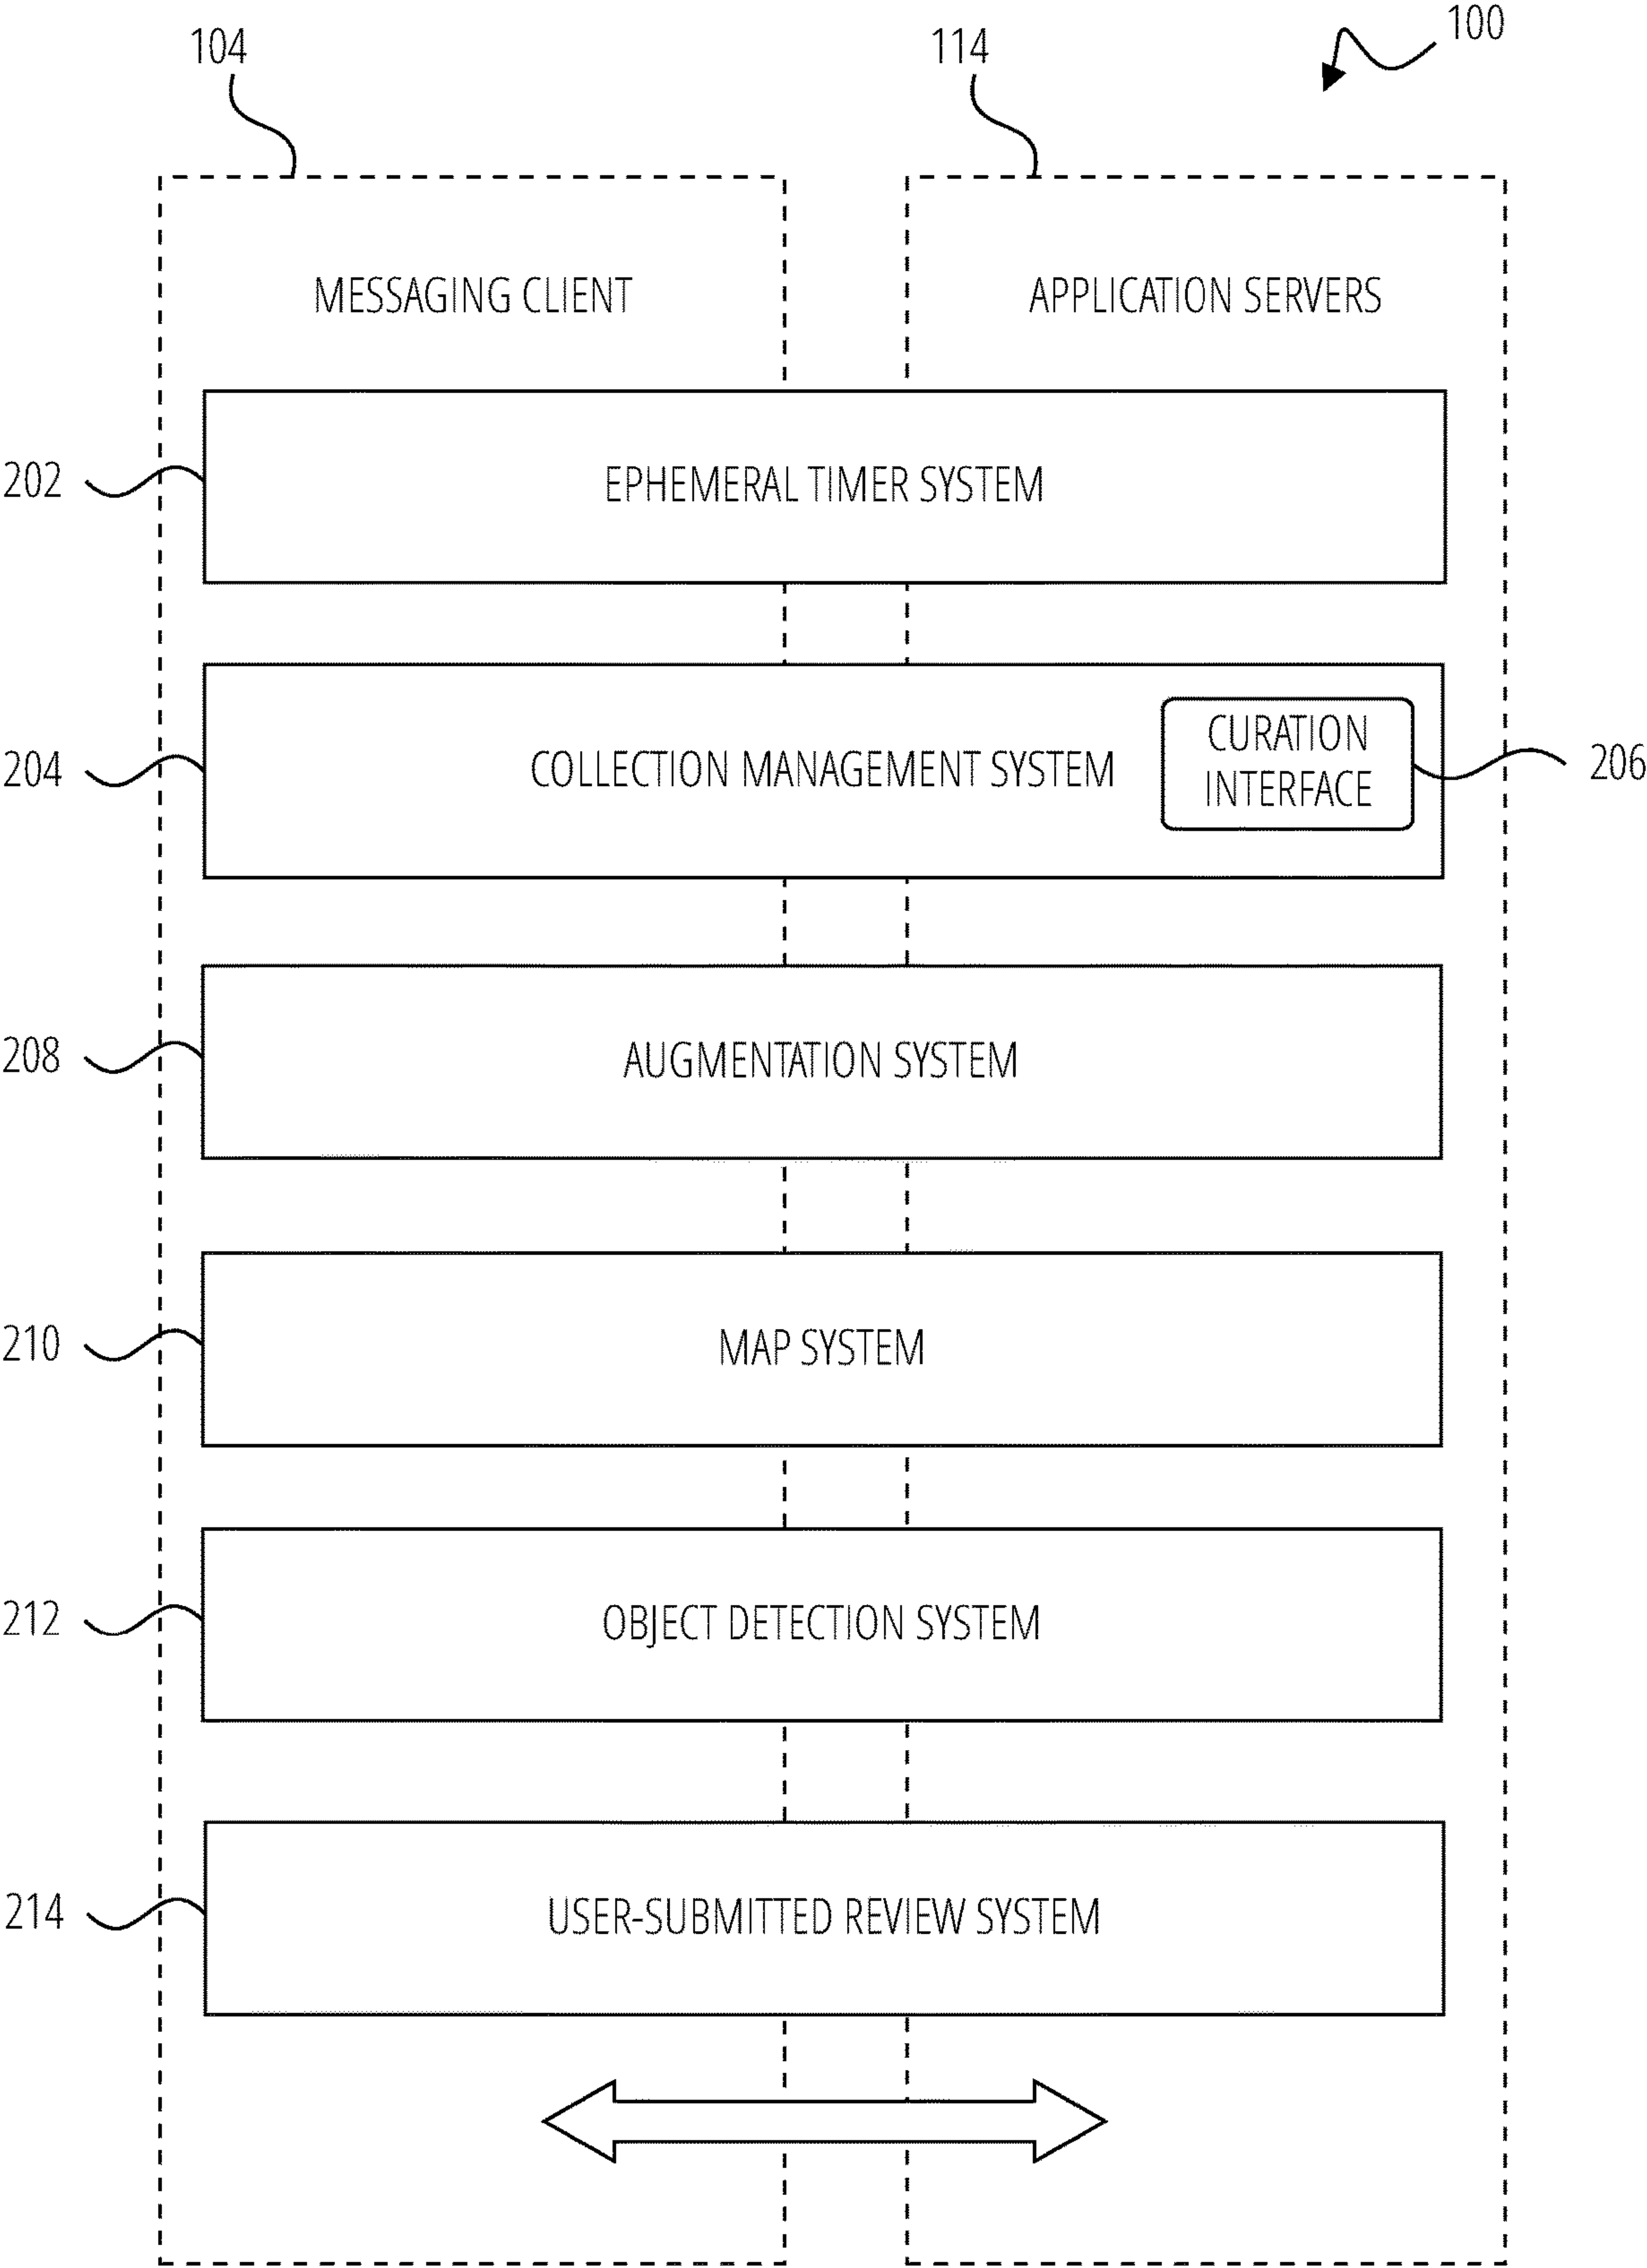 100
104
114
MESSAGING CLIENT
APPLICATION SERVERS
202
EPHEMERAL TIMER SYSTEM
204
COLLECTION MANAGEMENT SYSTEM
CURATION
INTERFACE
206
208
AUGMENTATION SYSTEM
210
MAP SYSTEM
212
OBJECT DETECTION SYSTEM
214
USER-SUBMITTED REVIEW SYSTEM